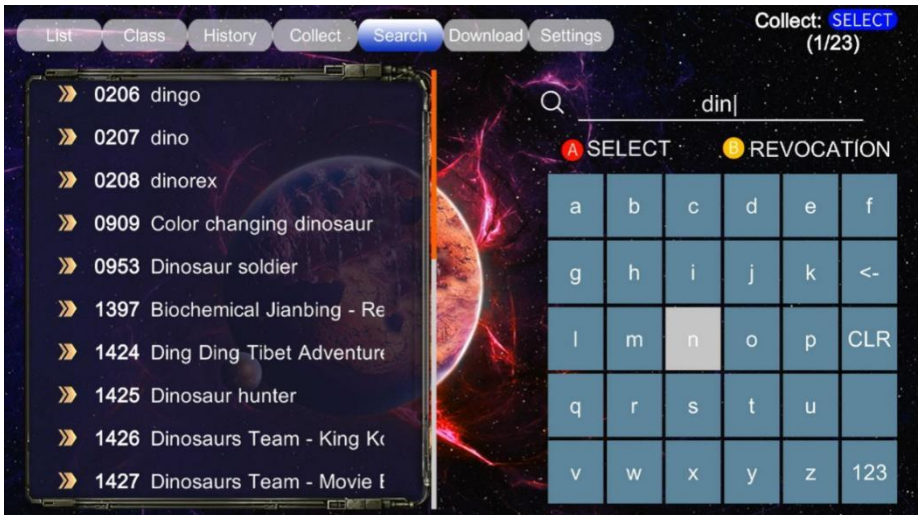 List Class History Collect Search Download Settings
Collect: SELECT
(1/23)
0206 dingo
0207 dino
0208 dinorex
0909 Color changing dinosaur
0953 Dinosaur soldier
1397 Biochemical Jianbing - Re
1424 Ding Ding Tibet Adventure
1425 Dinosaur hunter
1426 Dinosaurs Team - King Ko
1427 Dinosaurs Team - Movie
din
A SELECT B REVOCATION
a b c d e f
g h i j k <-
l m n o p CLR
q r s t u
v w x y z 123